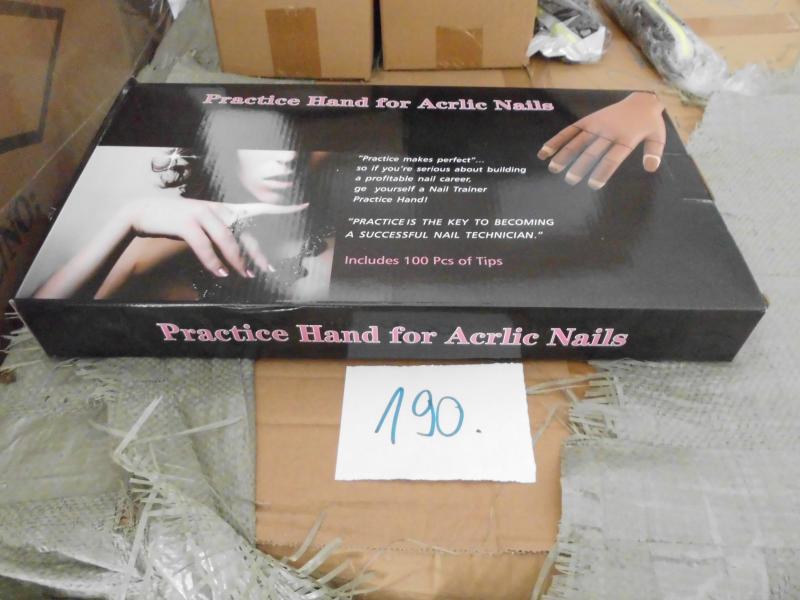 Practice Hand for Acrlic Nails
"Practice makes perfect"...
so if you're serious about building
a profitable nail career,
ge yourself a Nail Trainer
Practice Hand!
"PRACTICE IS THE KEY TO BECOMING
A SUCCESSFUL NAIL TECHNICIAN."
Includes 100 Pcs of Tips
Practice Hand for Acrlic Nails
190.